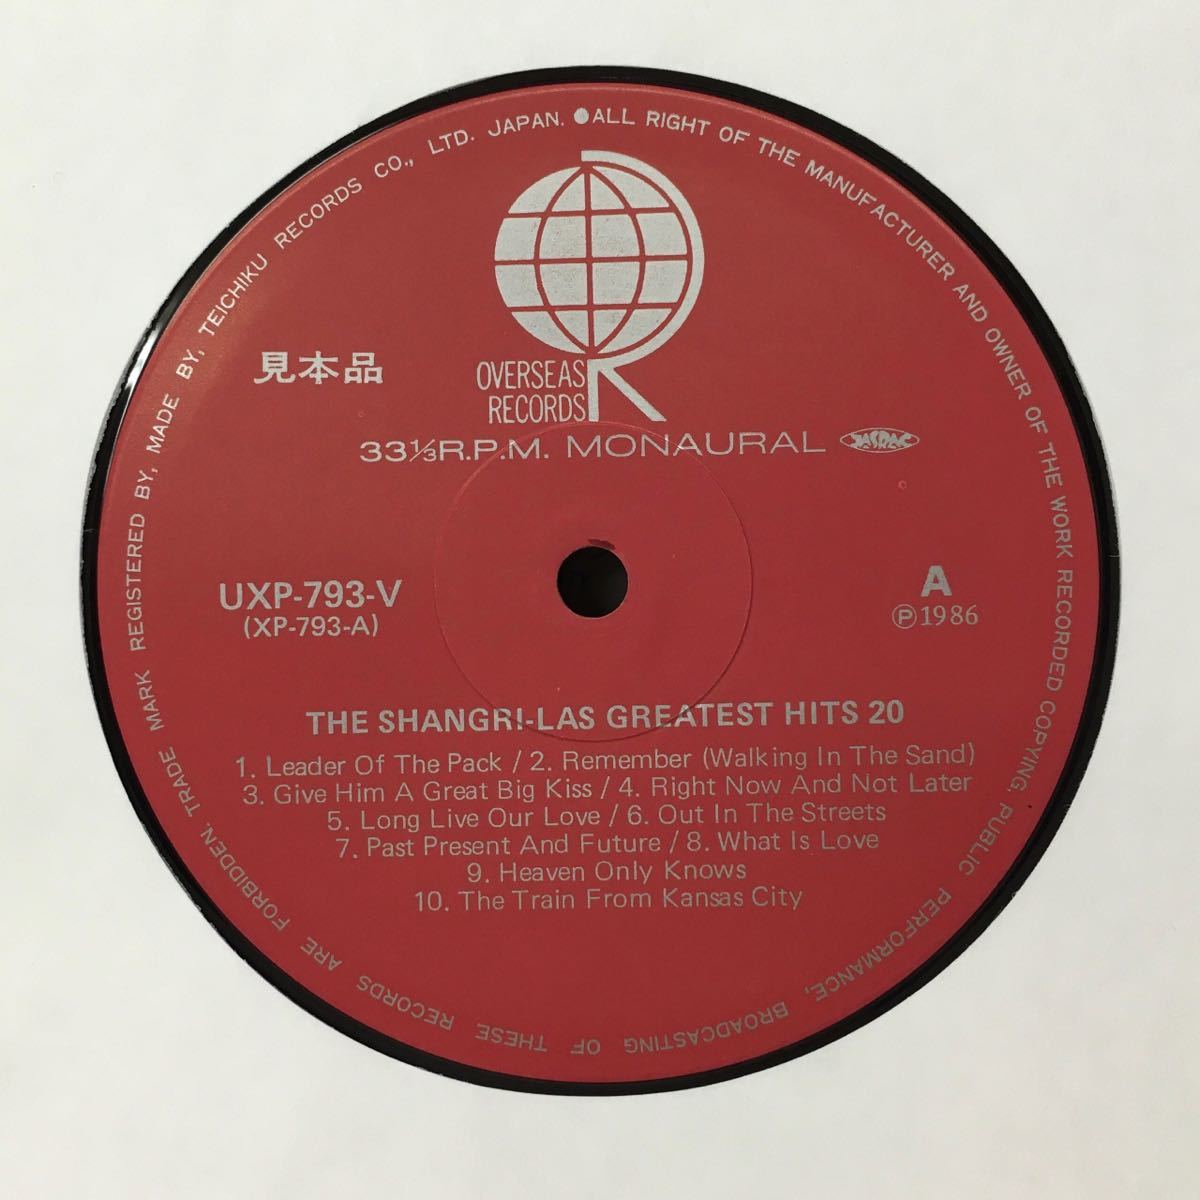 TRADE MARK REGISTERED BY, MADE BY, TEICHIKU RECORDS CO., LTD. JAPAN. ●ALL RIGHT OF THE MANUFACTURER AND OWNER OF THE WORK RECORDED COPYING, PUBLIC PERFORMANCE, BROADCASTING OF THESE RECORDS ARE FORBIDDEN.
見本品
OVERSEAS
RECORDS
R
33⅓R.P.M. MONAURAL
JASRAC
UXP-793-V
(XP-793-A)
A
Ⓟ1986
THE SHANGRI-LAS GREATEST HITS 20
1. Leader Of The Pack / 2. Remember (Walking In The Sand)
3. Give Him A Great Big Kiss / 4. Right Now And Not Later
5. Long Live Our Love / 6. Out In The Streets
7. Past Present And Future / 8. What Is Love
9. Heaven Only Knows
10. The Train From Kansas City